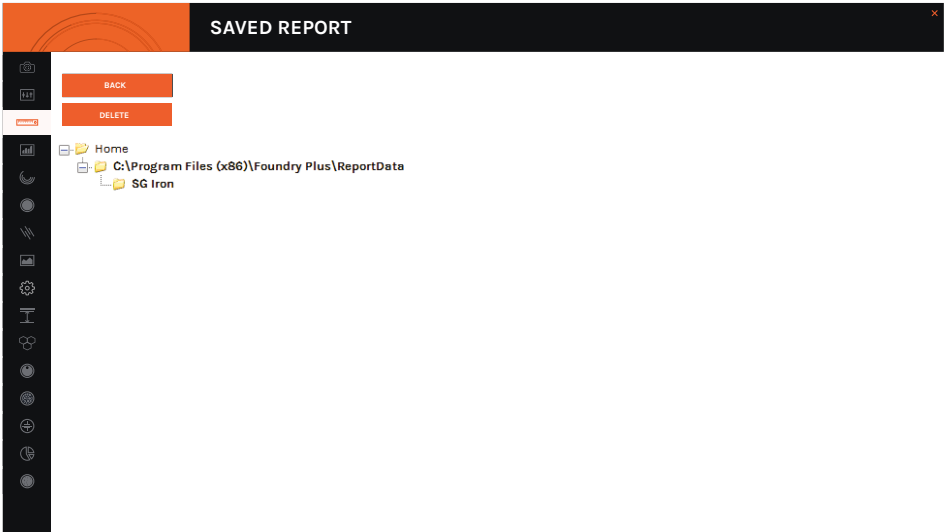 SAVED REPORT
BACK
DELETE
Home
C:\Program Files (x86)\Foundry Plus\ReportData
SG Iron